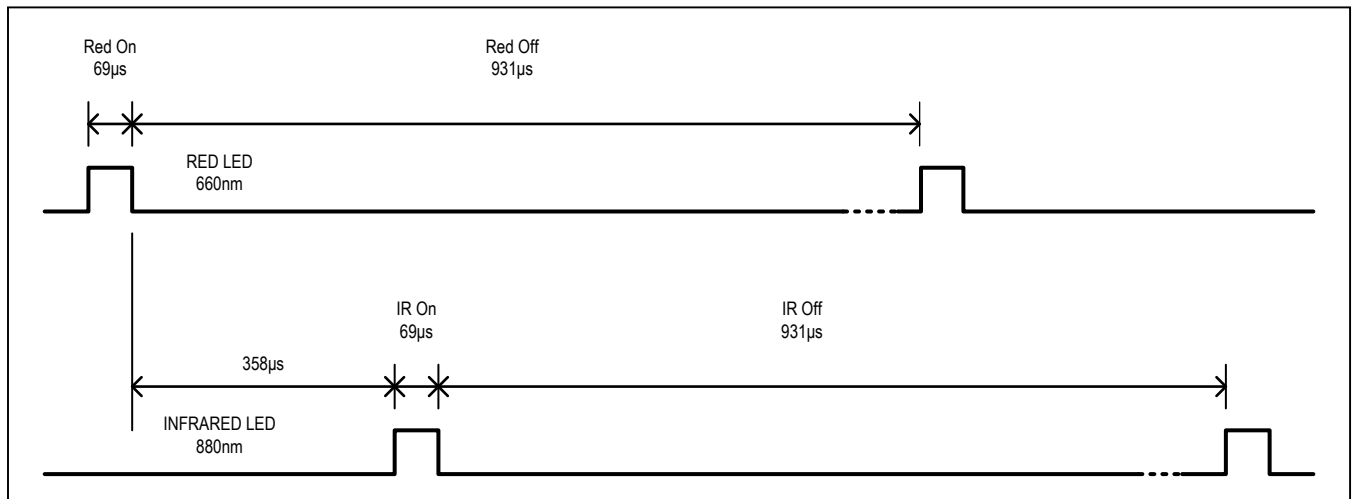 Red On
69µs
Red Off
931µs
RED LED
660nm
IR On
69µs
IR Off
931µs
358µs
INFRARED LED
880nm